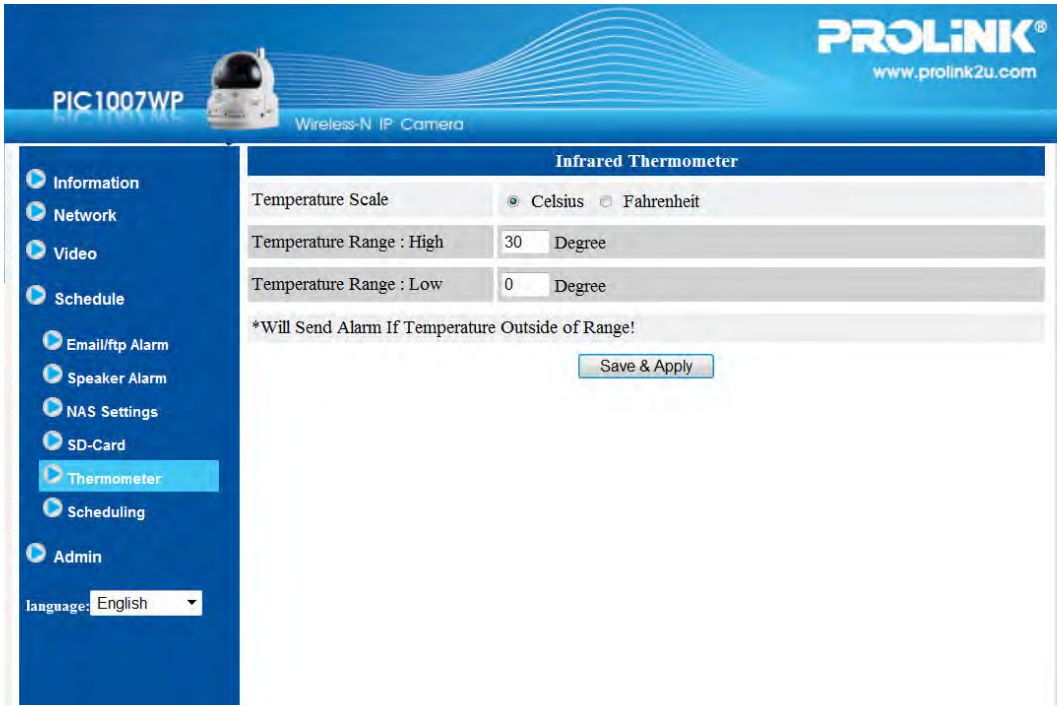 PROLiNK®
www.prolink2u.com
PIC1007WP
Wireless-N IP Camera
Information
Network
Video
Schedule
Email/ftp Alarm
Speaker Alarm
NAS Settings
SD-Card
Thermometer
Scheduling
Admin
language: English
Infrared Thermometer
Temperature Scale Celsius Fahrenheit
Temperature Range : High 30 Degree
Temperature Range : Low 0 Degree
*Will Send Alarm If Temperature Outside of Range!
Save & Apply